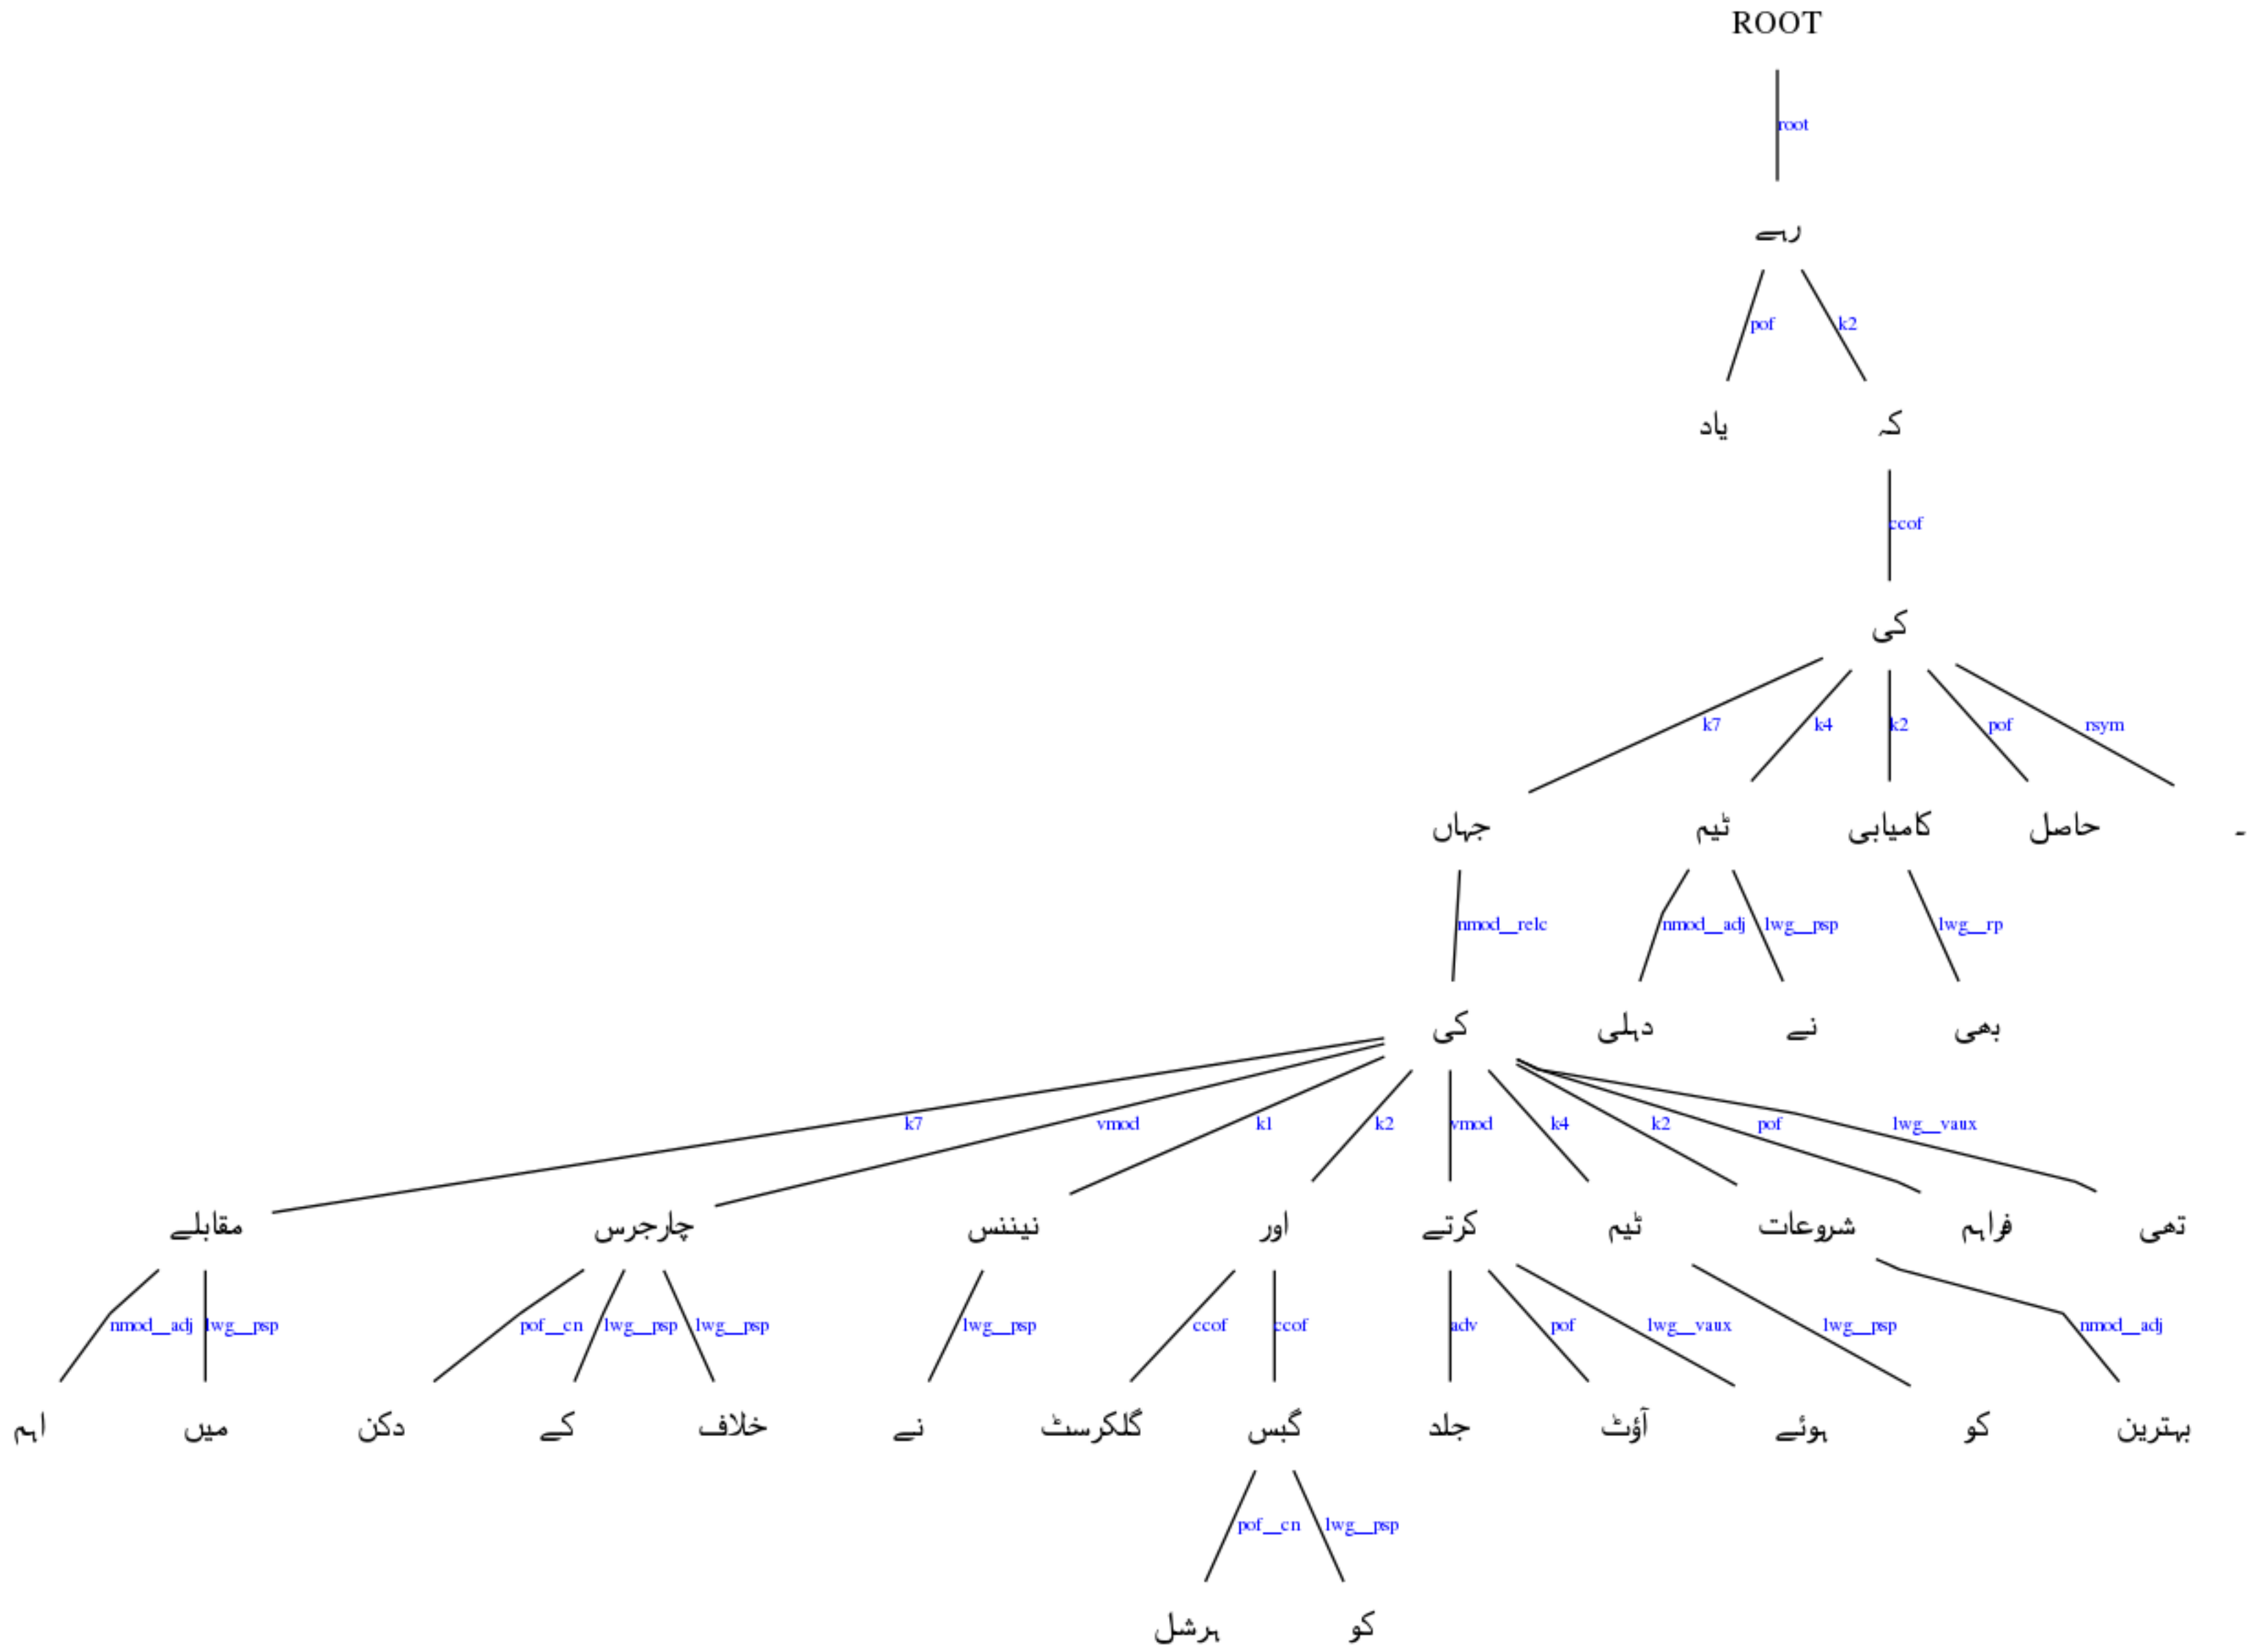 ROOT
root
رہے
pof k2
یاد کہ
ccof
کی
k7 k4 k2 pof rsym
جہاں ٹیم کامیابی حاصل ۔
nmod__relc nmod__adj lwg__psp lwg__rp
کی دہلی نے بھی
k7 vmod k1 k2 vmod k4 k2 pof lwg__vaux
مقابلے چارجرس نیننس اور کرتے ٹیم شروعات فراہم تھی
nmod__adj lwg__psp pof__cn lwg__psp lwg__psp lwg__psp ccof ccof adv pof lwg__vaux lwg__psp nmod__adj
اہم میں دکن کے خلاف نے گلکرسٹ گبس جلد آؤٹ ہوئے کو بہترین
pof__cn lwg__psp
ہرشل کو